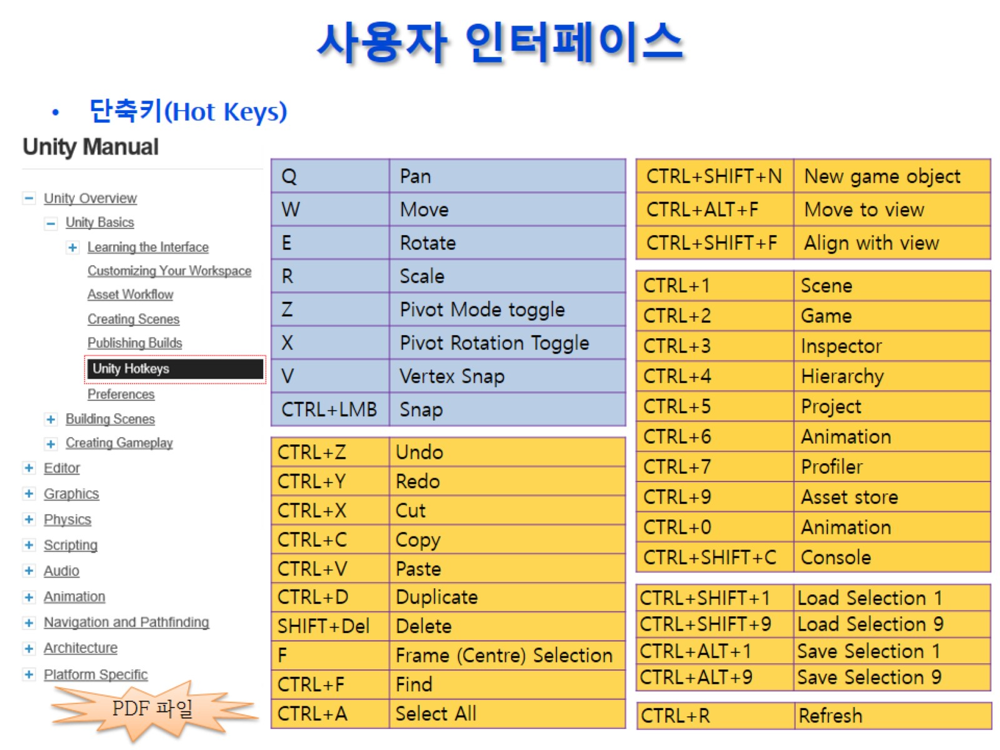 사용자 인터페이스
• 단축키(Hot Keys)
Unity Manual
Unity Overview
Unity Basics
Learning the Interface
Customizing Your Workspace
Asset Workflow
Creating Scenes
Publishing Builds
Unity Hotkeys
Preferences
Building Scenes
Creating Gameplay
Editor
Graphics
Physics
Scripting
Audio
Animation
Navigation and Pathfinding
Architecture
Platform Specific
PDF 파일
Q Pan
W Move
E Rotate
R Scale
Z Pivot Mode toggle
X Pivot Rotation Toggle
V Vertex Snap
CTRL+LMB Snap
CTRL+Z Undo
CTRL+Y Redo
CTRL+X Cut
CTRL+C Copy
CTRL+V Paste
CTRL+D Duplicate
SHIFT+Del Delete
F Frame (Centre) Selection
CTRL+F Find
CTRL+A Select All
CTRL+SHIFT+N New game object
CTRL+ALT+F Move to view
CTRL+SHIFT+F Align with view
CTRL+1 Scene
CTRL+2 Game
CTRL+3 Inspector
CTRL+4 Hierarchy
CTRL+5 Project
CTRL+6 Animation
CTRL+7 Profiler
CTRL+9 Asset store
CTRL+0 Animation
CTRL+SHIFT+C Console
CTRL+SHIFT+1 Load Selection 1
CTRL+SHIFT+9 Load Selection 9
CTRL+ALT+1 Save Selection 1
CTRL+ALT+9 Save Selection 9
CTRL+R Refresh